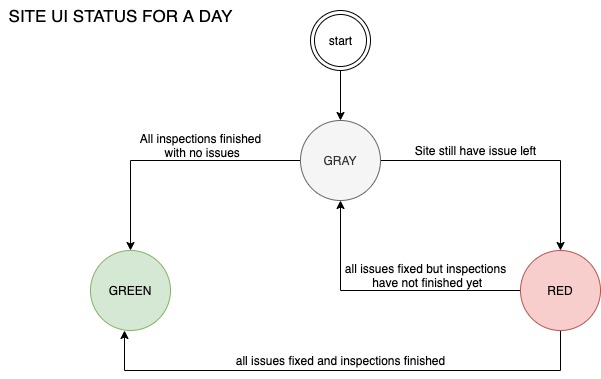 SITE UI STATUS FOR A DAY
start
All inspections finished
with no issues
GRAY
Site still have issue left
all issues fixed but inspections
have not finished yet
GREEN
RED
all issues fixed and inspections finished